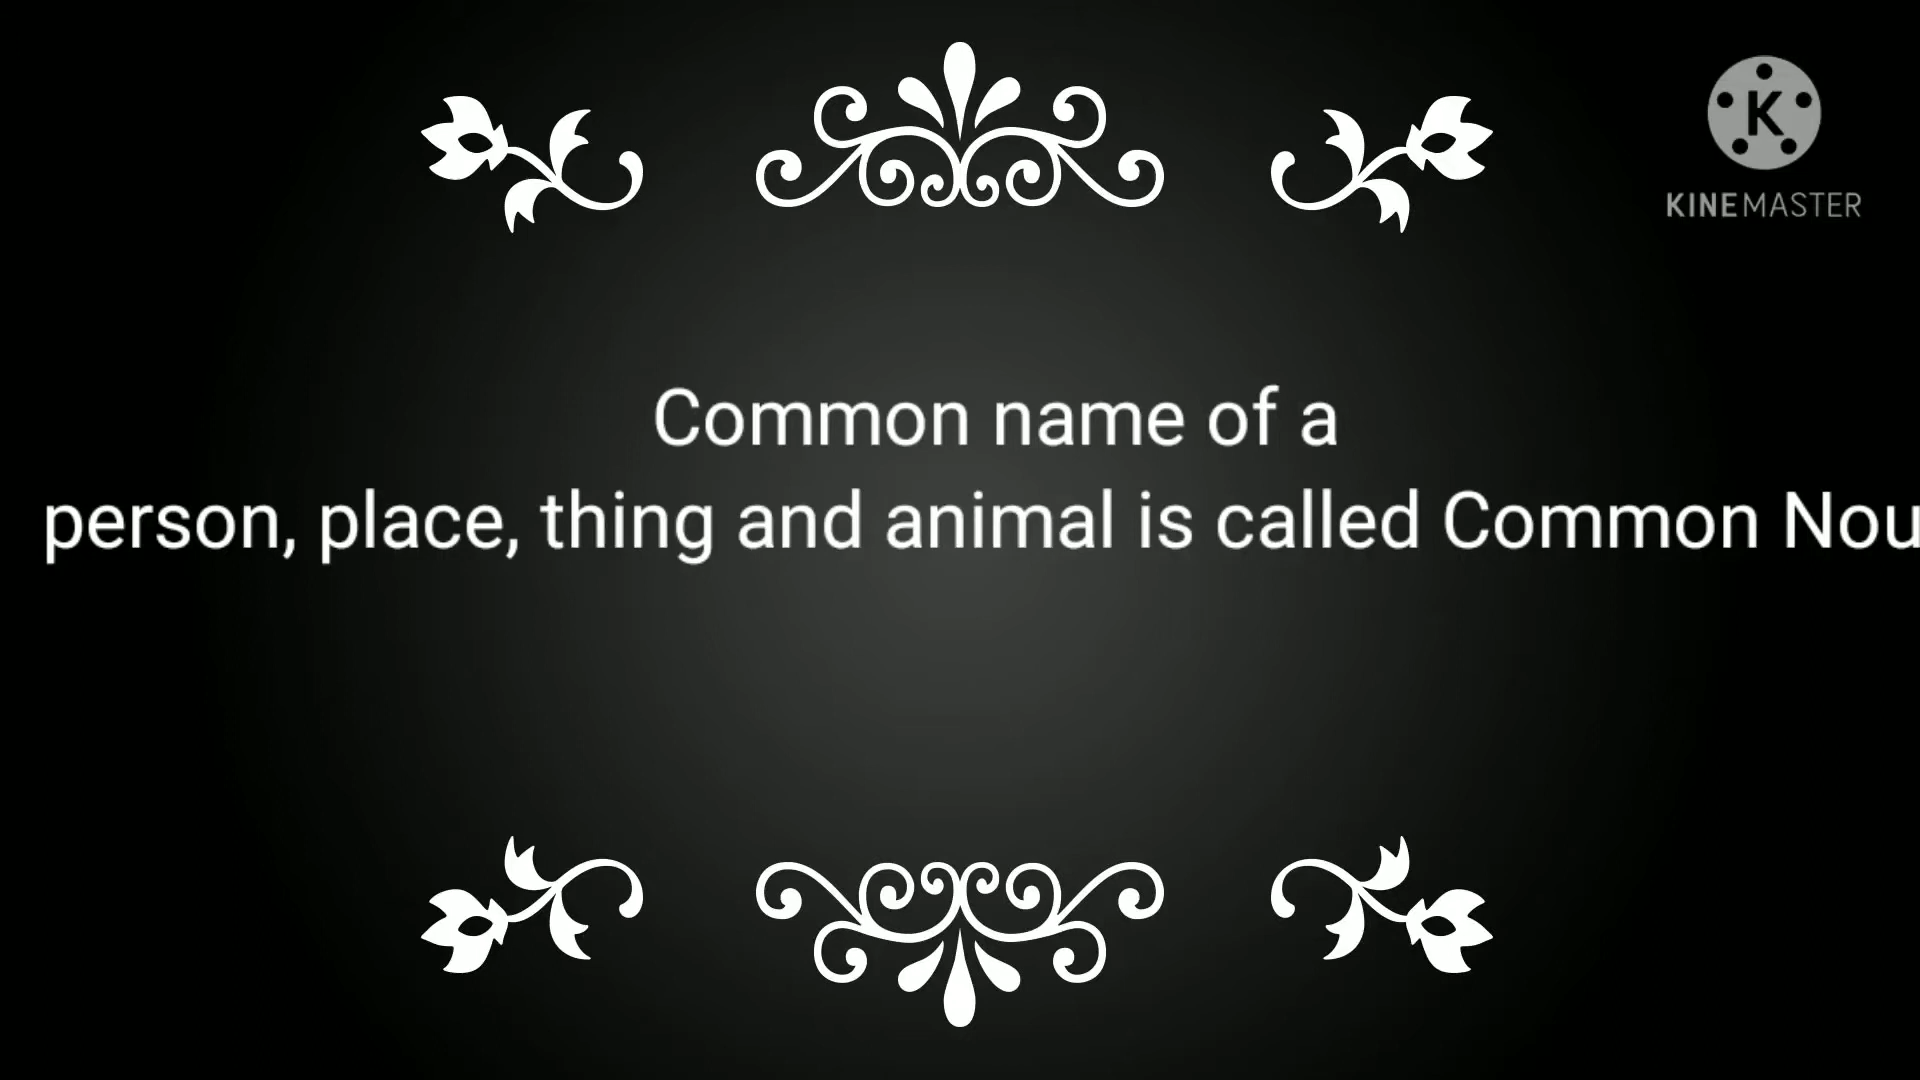 K
KINEMASTER
Common name of a
person, place, thing and animal is called Common Nou